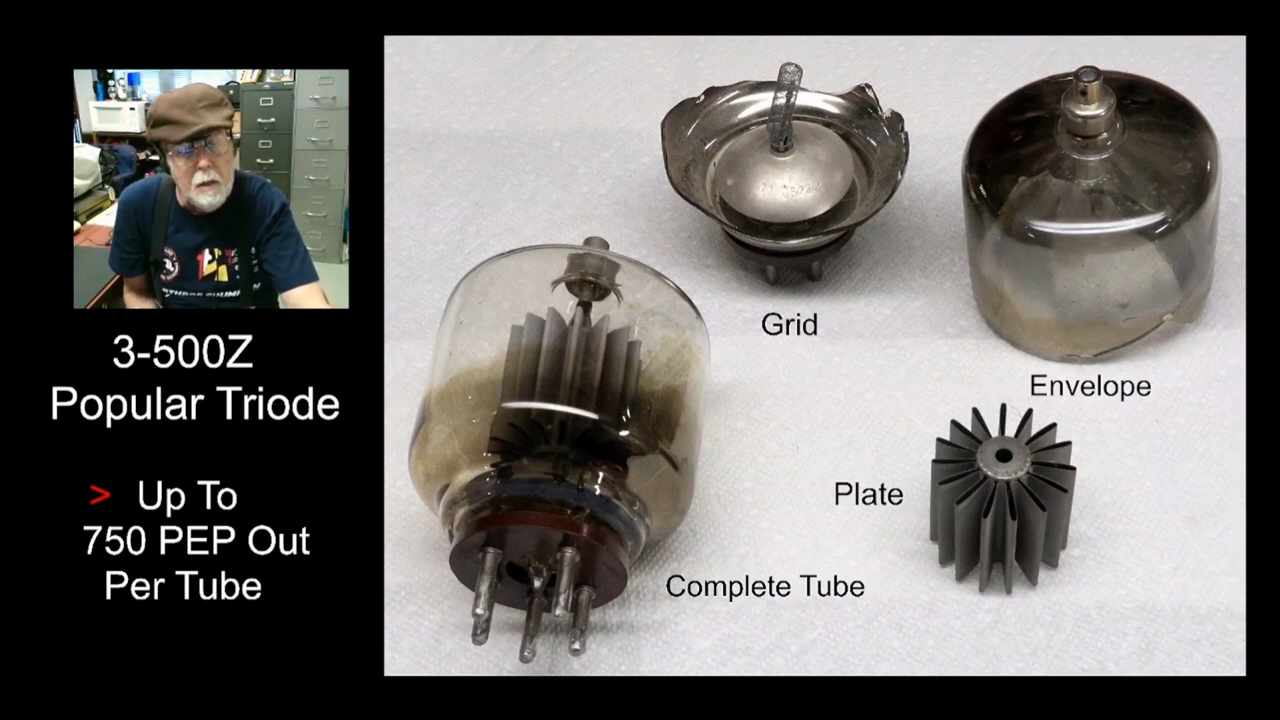 3-500Z
Popular Triode
> Up To
750 PEP Out
Per Tube
Grid
Envelope
Plate
Complete Tube